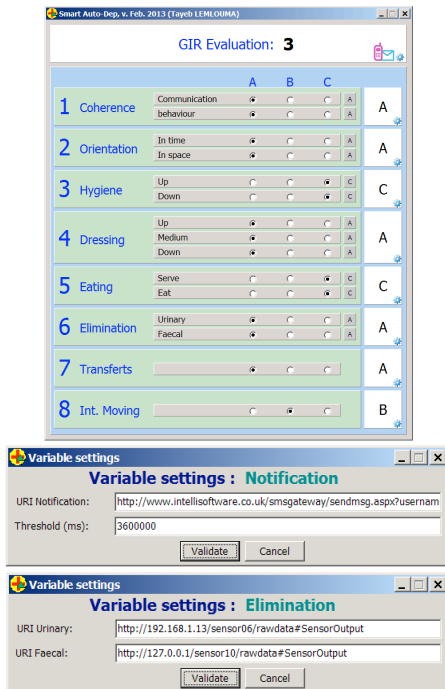 Smart Auto-Dep, v. Feb. 2013 (Tayeb LEMLOUMA)
GIR Evaluation: 3
A B C
1 Coherence
Communication A
behaviour A
A
2 Orientation
In time A
In space A
A
3 Hygiene
Up C
Down C
C
4 Dressing
Up A
Medium A
Down A
A
5 Eating
Serve C
Eat C
C
6 Elimination
Urinary A
Faecal A
A
7 Transferts
A
8 Int. Moving
B
Variable settings
Variable settings : Notification
URI Notification: http://www.intellisoftware.co.uk/smsgateway/sendmsg.aspx?usernam
Threshold (ms): 3600000
Validate Cancel
Variable settings
Variable settings : Elimination
URI Urinary: http://192.168.1.13/sensor06/rawdata#SensorOutput
URI Faecal: http://127.0.0.1/sensor10/rawdata#SensorOutput
Validate Cancel